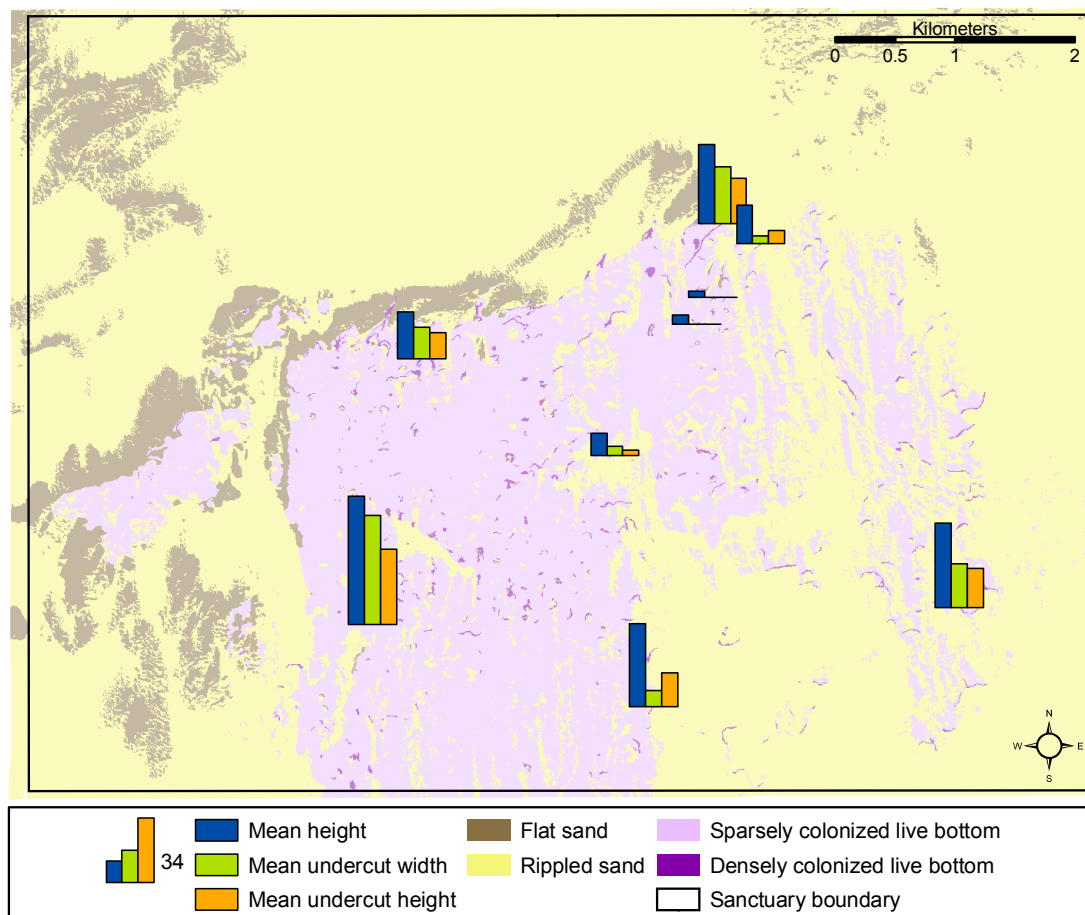 Kilometers
0 0.5 1 2
N
W E
S
34
Mean height
Mean undercut width
Mean undercut height
Flat sand
Rippled sand
Sparsely colonized live bottom
Densely colonized live bottom
Sanctuary boundary